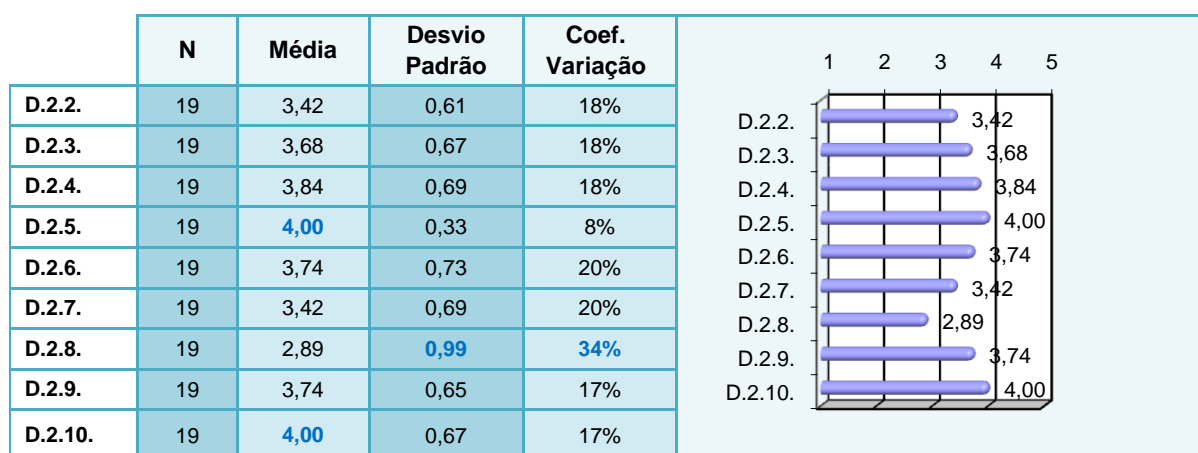 N Média Desvio Padrão Coef. Variação
D.2.2. 19 3,42 0,61 18%
D.2.3. 19 3,68 0,67 18%
D.2.4. 19 3,84 0,69 18%
D.2.5. 19 4,00 0,33 8%
D.2.6. 19 3,74 0,73 20%
D.2.7. 19 3,42 0,69 20%
D.2.8. 19 2,89 0,99 34%
D.2.9. 19 3,74 0,65 17%
D.2.10. 19 4,00 0,67 17%
1 2 3 4 5
D.2.2. 3,42
D.2.3. 3,68
D.2.4. 3,84
D.2.5. 4,00
D.2.6. 3,74
D.2.7. 3,42
D.2.8. 2,89
D.2.9. 3,74
D.2.10. 4,00